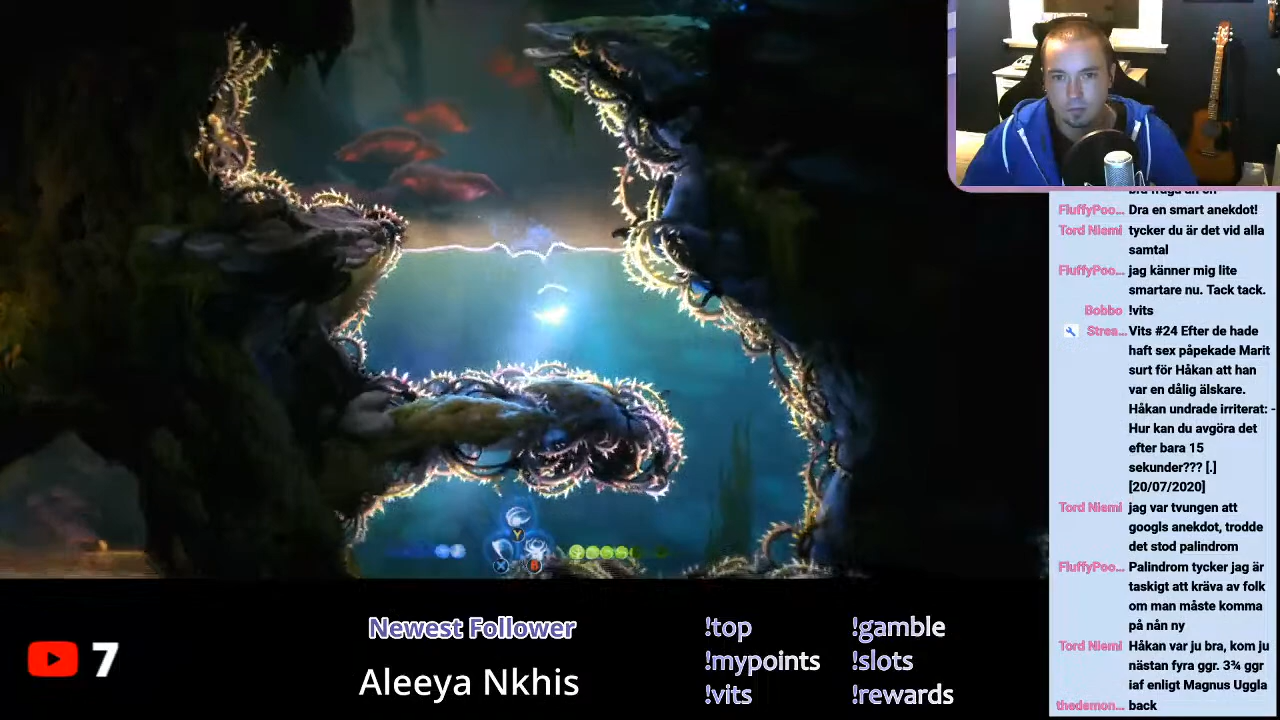 FluffyPoo... Dra en smart anekdot!
Tord Niemi tycker du är det vid alla
samtal
FluffyPoo... jag känner mig lite
smartare nu. Tack tack.
Bobbo !vits
Strea... Vits #24 Efter de hade
haft sex påpekade Marit
surt för Håkan att han
var en dålig älskare.
Håkan undrade irriterat: -
Hur kan du avgöra det
efter bara 15
sekunder??? [.]
[20/07/2020]
Tord Niemi jag var tvungen att
googls anekdot, trodde
det stod palindrom
FluffyPoo... Palindrom tycker jag är
taskigt att kräva av folk
om man måste komma
på nån ny
Tord Niemi Håkan var ju bra, kom ju
nästan fyra ggr. 3¾ ggr
iaf enligt Magnus Uggla
thedemon... back
Y
X B
7
Newest Follower
Aleeya Nkhis
!top !gamble
!mypoints !slots
!vits !rewards